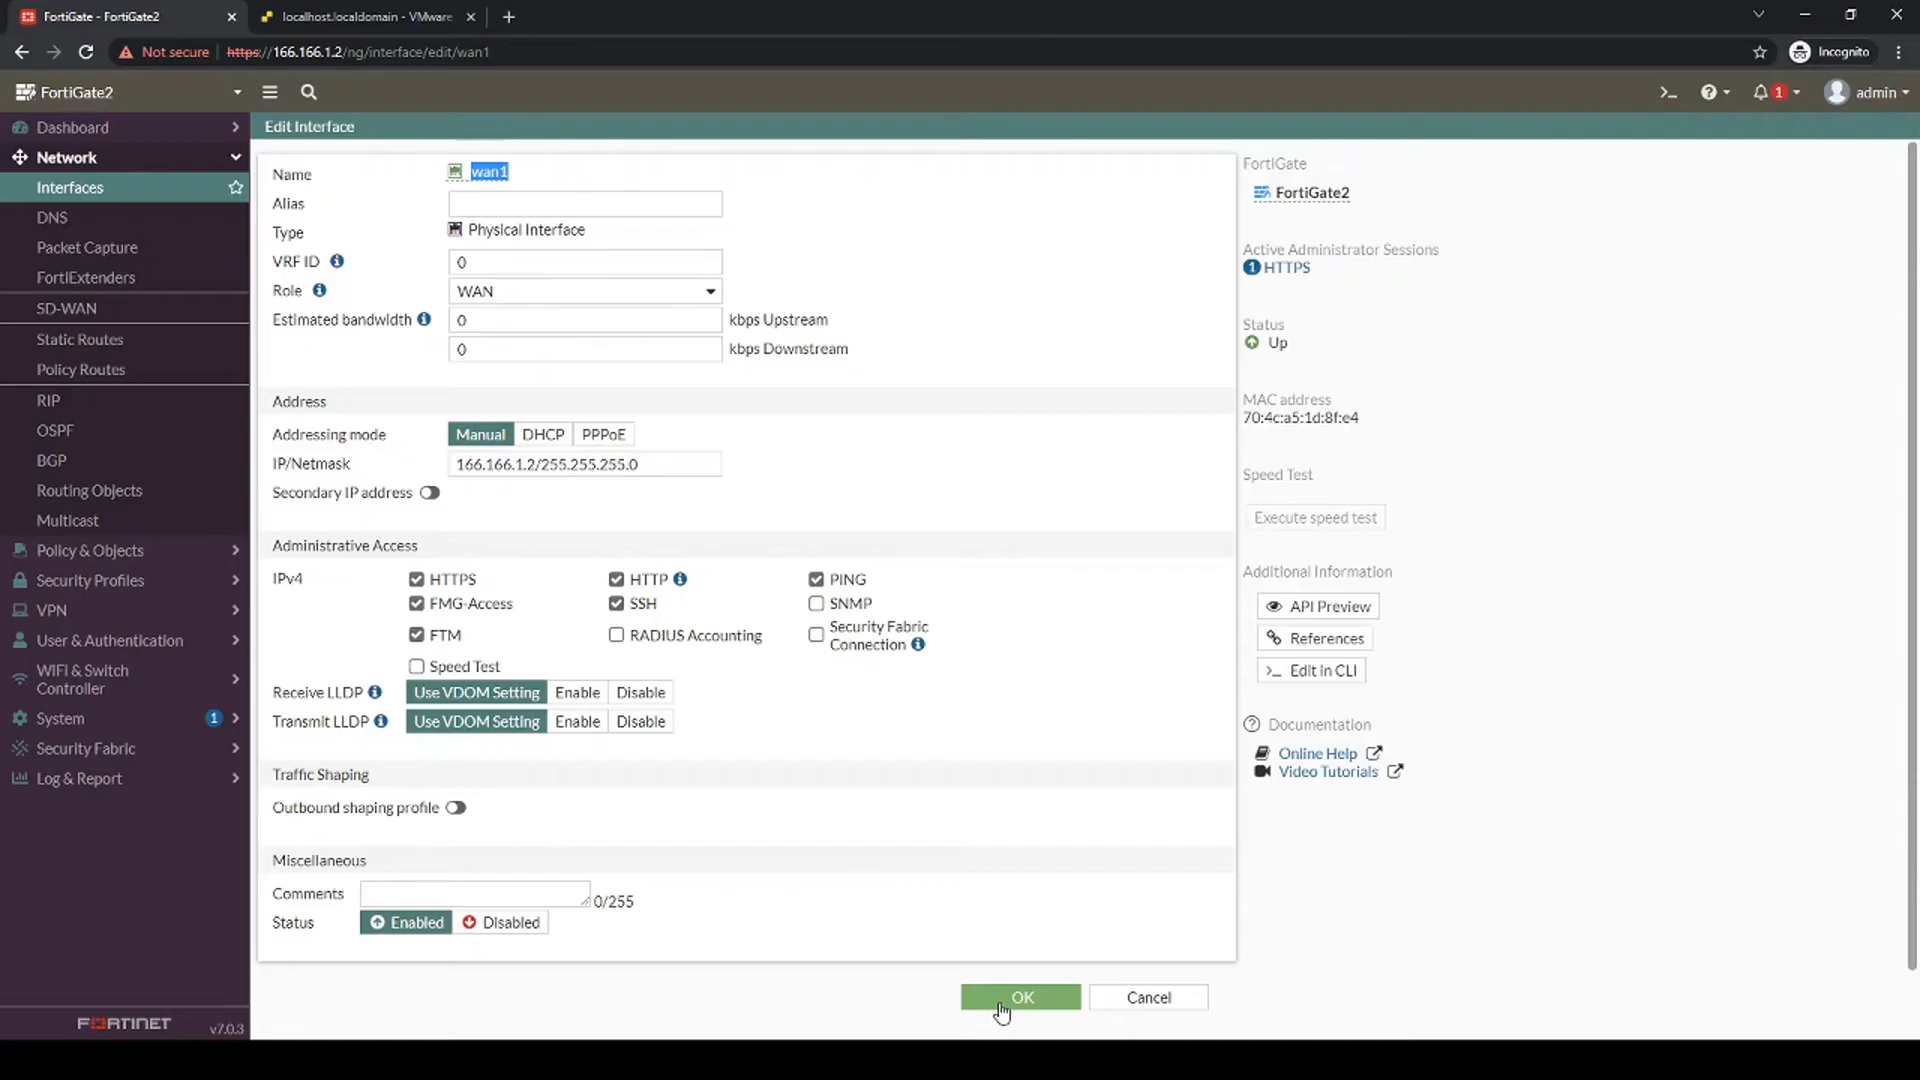 FortiGate - FortiGate2
localhost.localdomain - VMware
Not secure https://166.166.1.2/ng/interface/edit/wan1
Incognito
FortiGate2
1
admin
Dashboard
Network
Interfaces
DNS
Packet Capture
FortiExtenders
SD-WAN
Static Routes
Policy Routes
RIP
OSPF
BGP
Routing Objects
Multicast
Policy & Objects
Security Profiles
VPN
User & Authentication
WiFi & Switch
Controller
System 1
Security Fabric
Log & Report
FORTINET v7.0.3
Edit Interface
Name wan1
Alias
Type Physical Interface
VRF ID 0
Role WAN
Estimated bandwidth 0 kbps Upstream
0 kbps Downstream
Address
Addressing mode Manual DHCP PPPoE
IP/Netmask 166.166.1.2/255.255.255.0
Secondary IP address
Administrative Access
IPv4 HTTPS HTTP PING
FMG-Access SSH SNMP
FTM RADIUS Accounting Security Fabric
Connection
Speed Test
Receive LLDP Use VDOM Setting Enable Disable
Transmit LLDP Use VDOM Setting Enable Disable
Traffic Shaping
Outbound shaping profile
Miscellaneous
Comments 0/255
Status Enabled Disabled
OK Cancel
FortiGate
FortiGate2
Active Administrator Sessions
1 HTTPS
Status
Up
MAC address
70:4c:a5:1d:8f:e4
Speed Test
Execute speed test
Additional Information
API Preview
References
>_ Edit in CLI
Documentation
Online Help
Video Tutorials